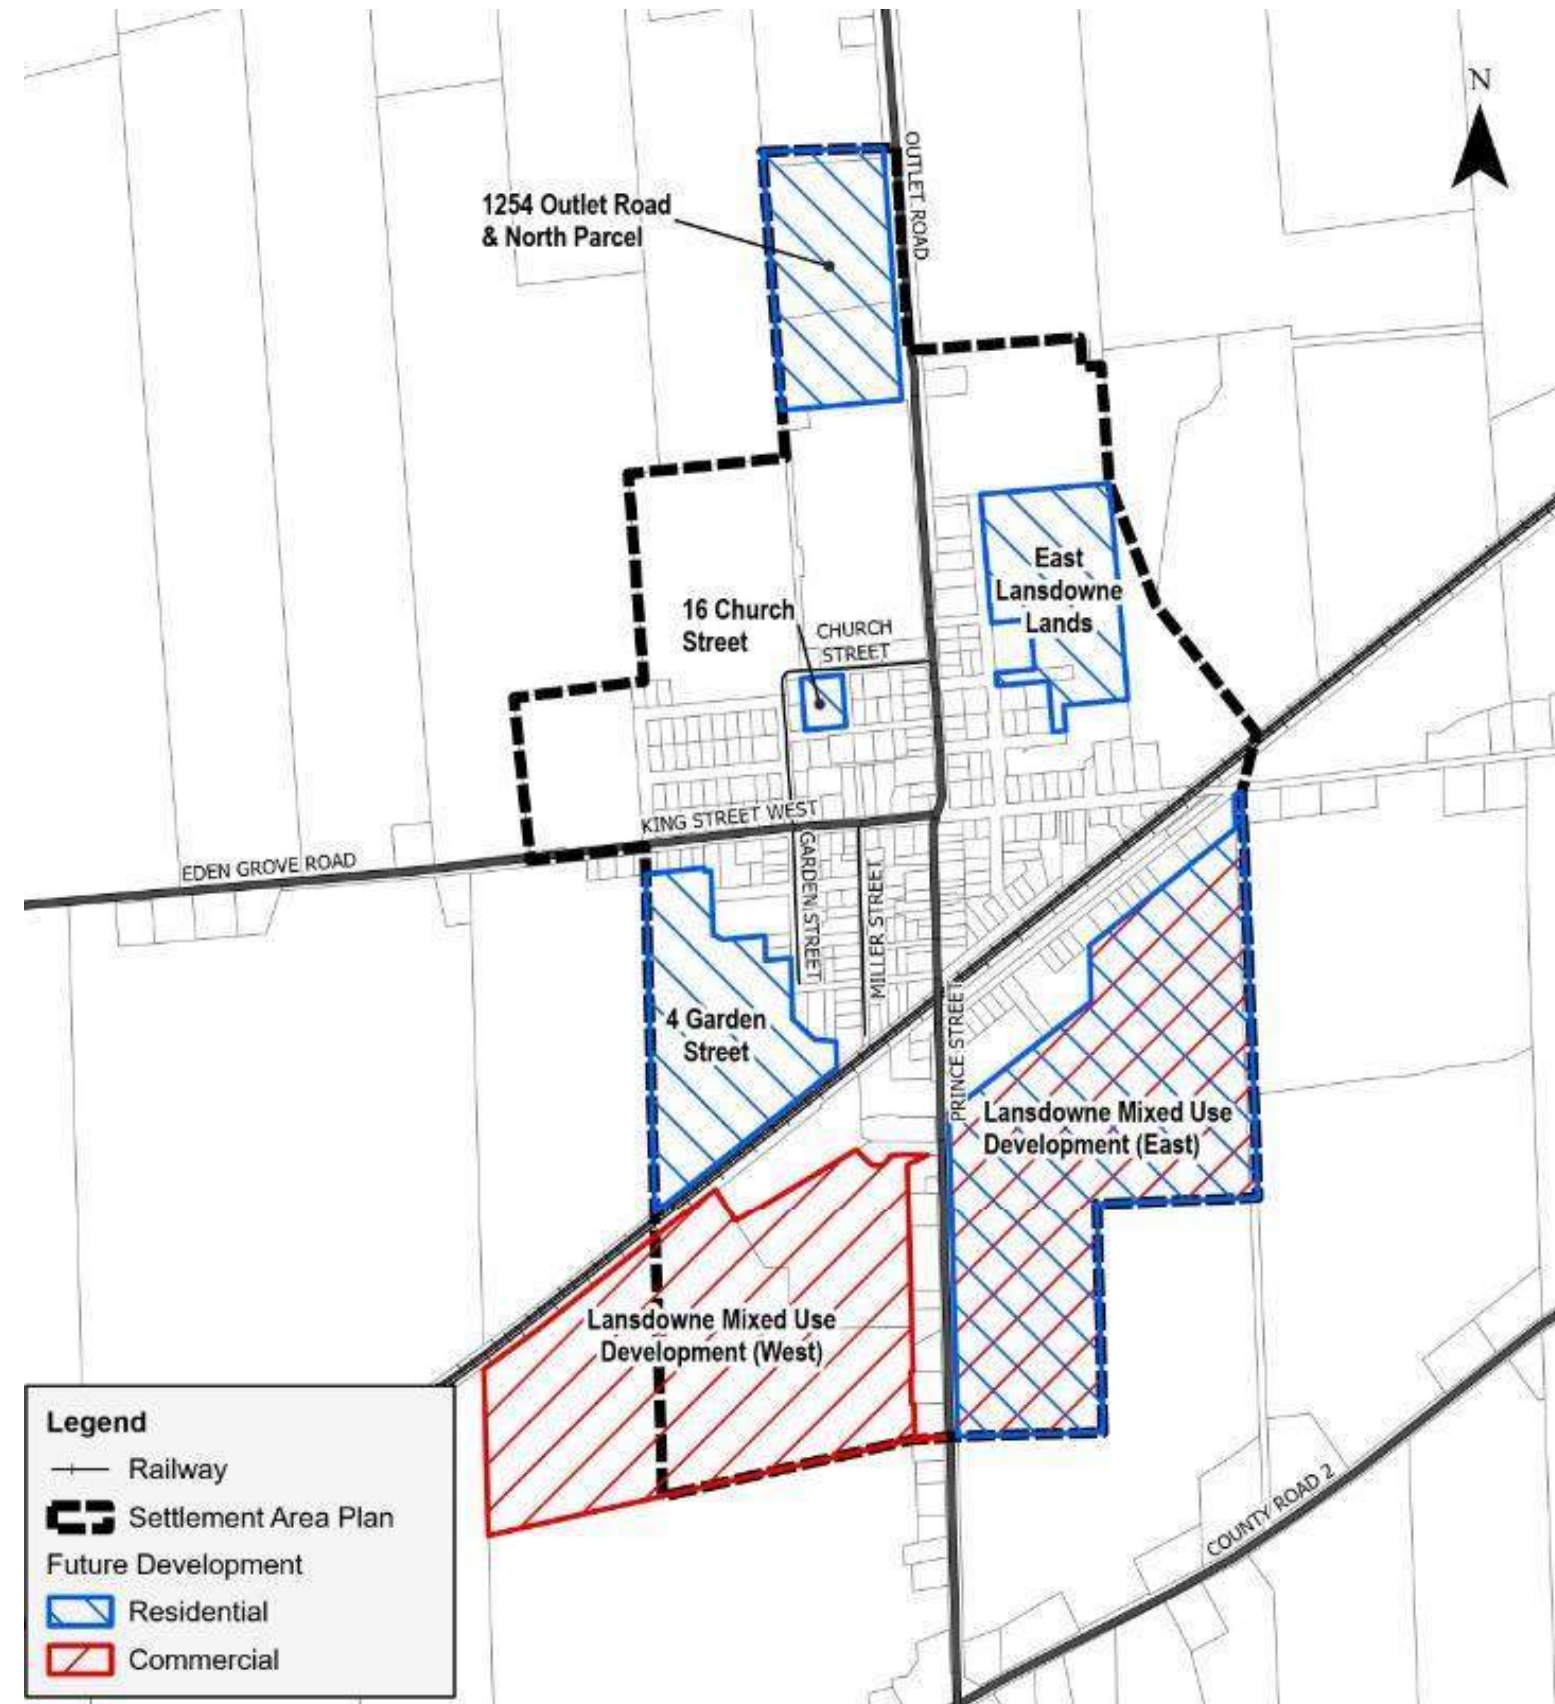 N
OUTLET ROAD
1254 Outlet Road
& North Parcel
East
Lansdowne
Lands
16 Church
Street
CHURCH
STREET
KING STREET WEST
EDEN GROVE ROAD
GARDEN STREET
MILLER STREET
4 Garden
Street
PRINCE STREET
Lansdowne Mixed Use
Development (East)
Lansdowne Mixed Use
Development (West)
COUNTY ROAD 2
Legend
Railway
Settlement Area Plan
Future Development
Residential
Commercial